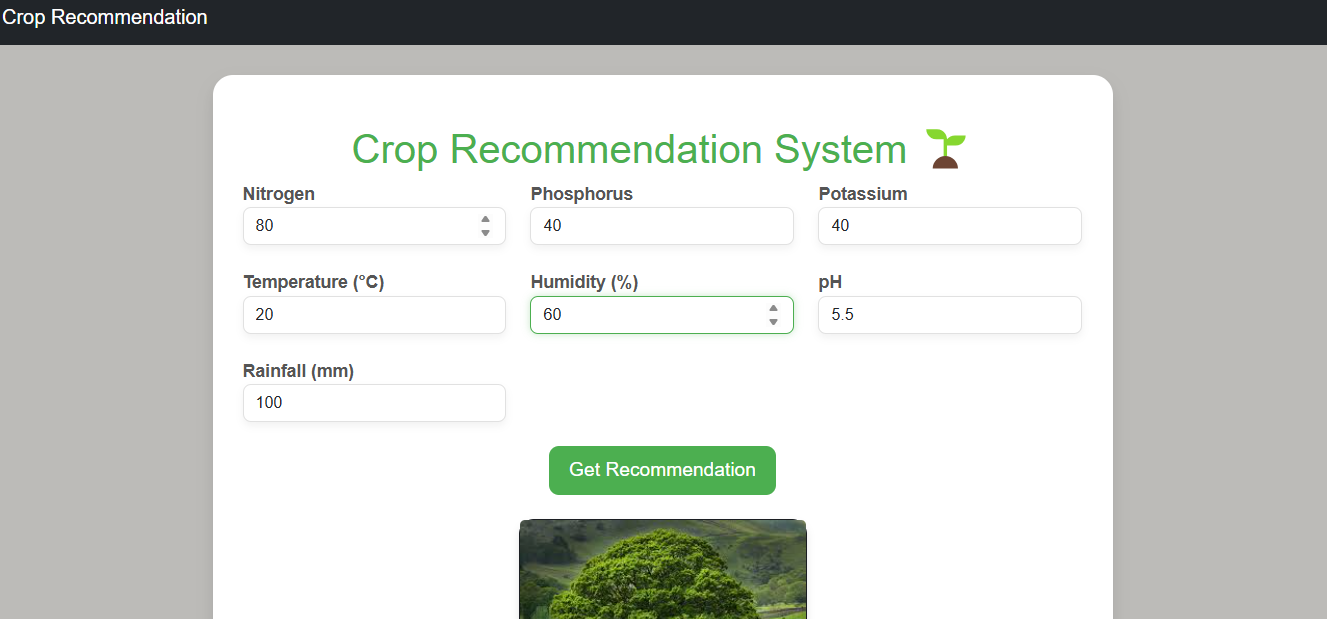 Crop Recommendation
Crop Recommendation System
Nitrogen Phosphorus Potassium
80 40 40
Temperature (°C) Humidity (%) pH
20 60 5.5
Rainfall (mm)
100
Get Recommendation